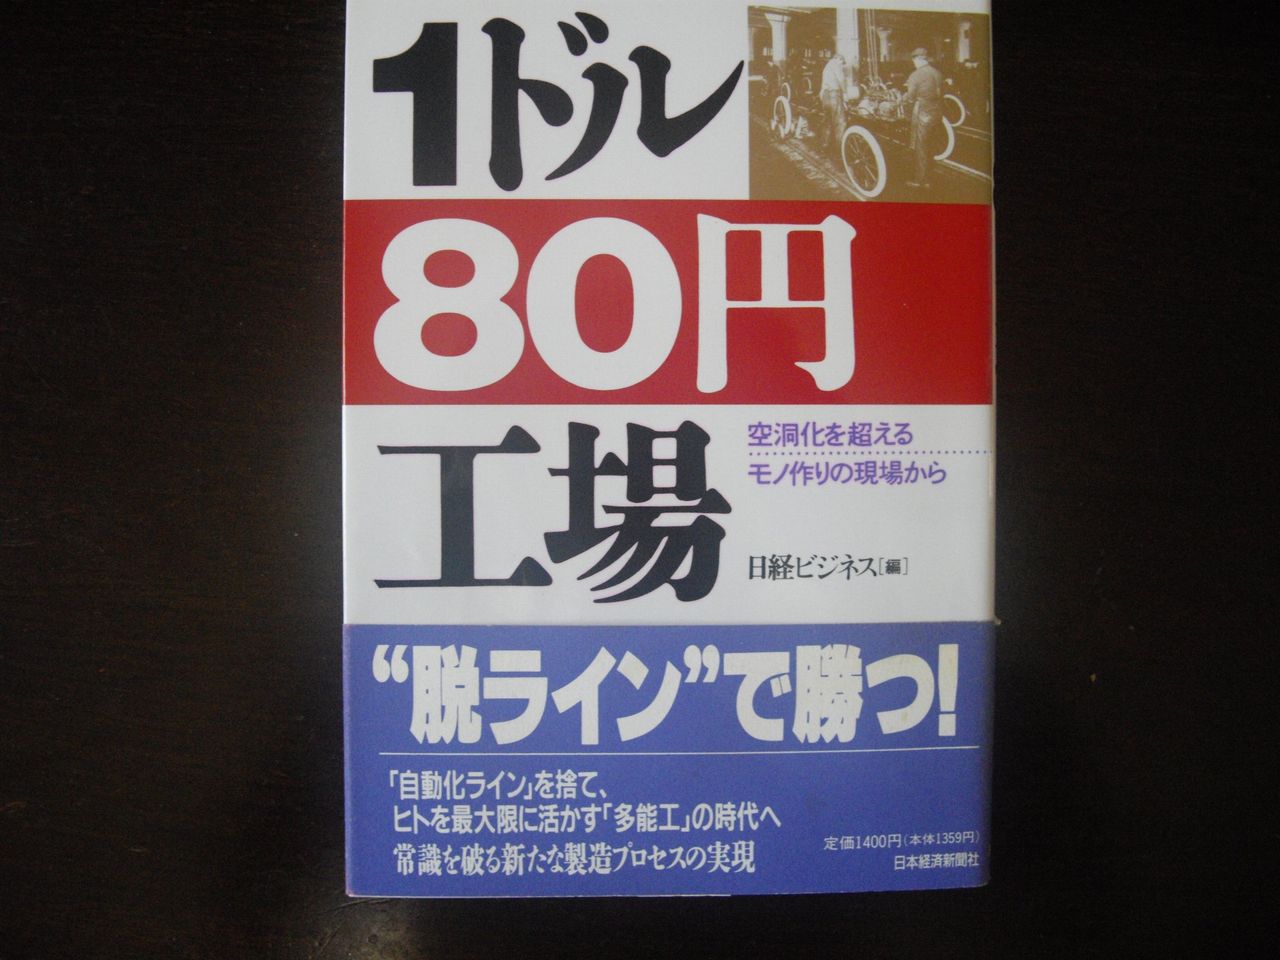 1ドル
80円
工場
空洞化を超える
モノ作りの現場から
日経ビジネス[編]
“脱ライン”で勝つ!
「自動化ライン」を捨て、
ヒトを最大限に活かす「多能工」の時代へ
常識を破る新たな製造プロセスの実現
定価1400円(本体1359円)
日本経済新聞社